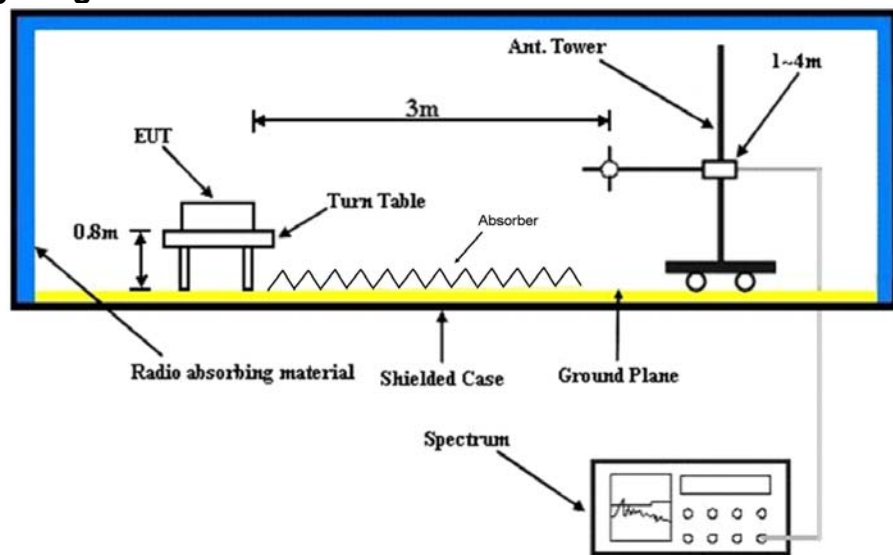 Ant. Tower
1~4m
3m
EUT
Turn Table
0.8m
Absorber
Radio absorbing material
Shielded Case
Ground Plane
Spectrum